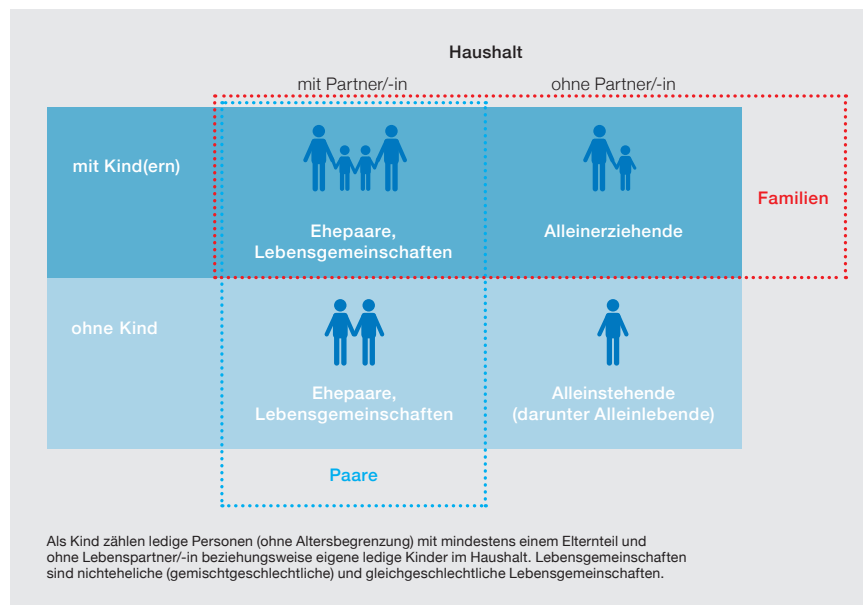 Haushalt
mit Partner/-in
ohne Partner/-in
mit Kind(ern)
Ehepaare,
Lebensgemeinschaften
Alleinerziehende
Familien
ohne Kind
Ehepaare,
Lebensgemeinschaften
Alleinstehende
(darunter Alleinlebende)
Paare
Als Kind zählen ledige Personen (ohne Altersbegrenzung) mit mindestens einem Elternteil und
ohne Lebenspartner/-in beziehungsweise eigene ledige Kinder im Haushalt. Lebensgemeinschaften
sind nichteheliche (gemischtgeschlechtliche) und gleichgeschlechtliche Lebensgemeinschaften.